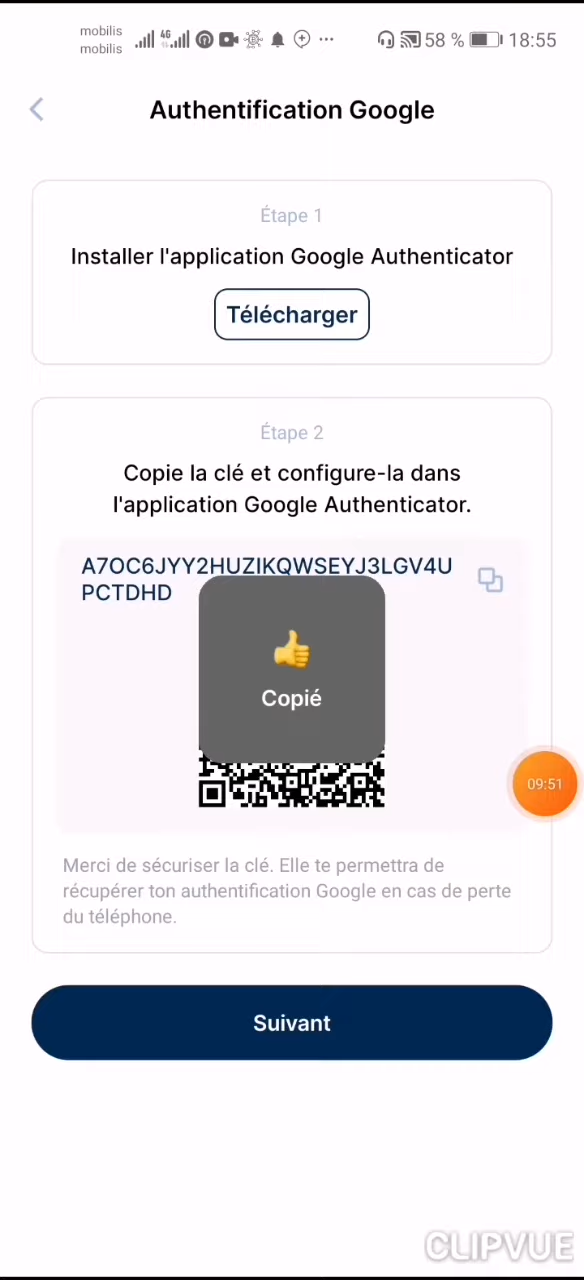 mobilis
mobilis
4G
58 %
18:55
Authentification Google
Étape 1
Installer l'application Google Authenticator
Télécharger
Étape 2
Copie la clé et configure-la dans
l'application Google Authenticator.
A7OC6JYY2HUZIKQWSEYJ3LGV4U
PCTDHD
Copié
09:51
Merci de sécuriser la clé. Elle te permettra de
récupérer ton authentification Google en cas de perte
du téléphone.
Suivant
CLIPVUE